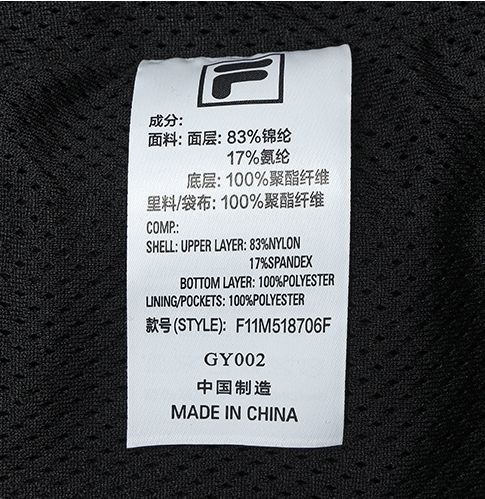 成分:
面料: 面层: 83%锦纶
17%氨纶
底层: 100%聚酯纤维
里料/袋布: 100%聚酯纤维
COMP.:
SHELL: UPPER LAYER: 83%NYLON
17%SPANDEX
BOTTOM LAYER: 100%POLYESTER
LINING/POCKETS: 100%POLYESTER
款号(STYLE): F11M518706F
GY002
中国制造
MADE IN CHINA